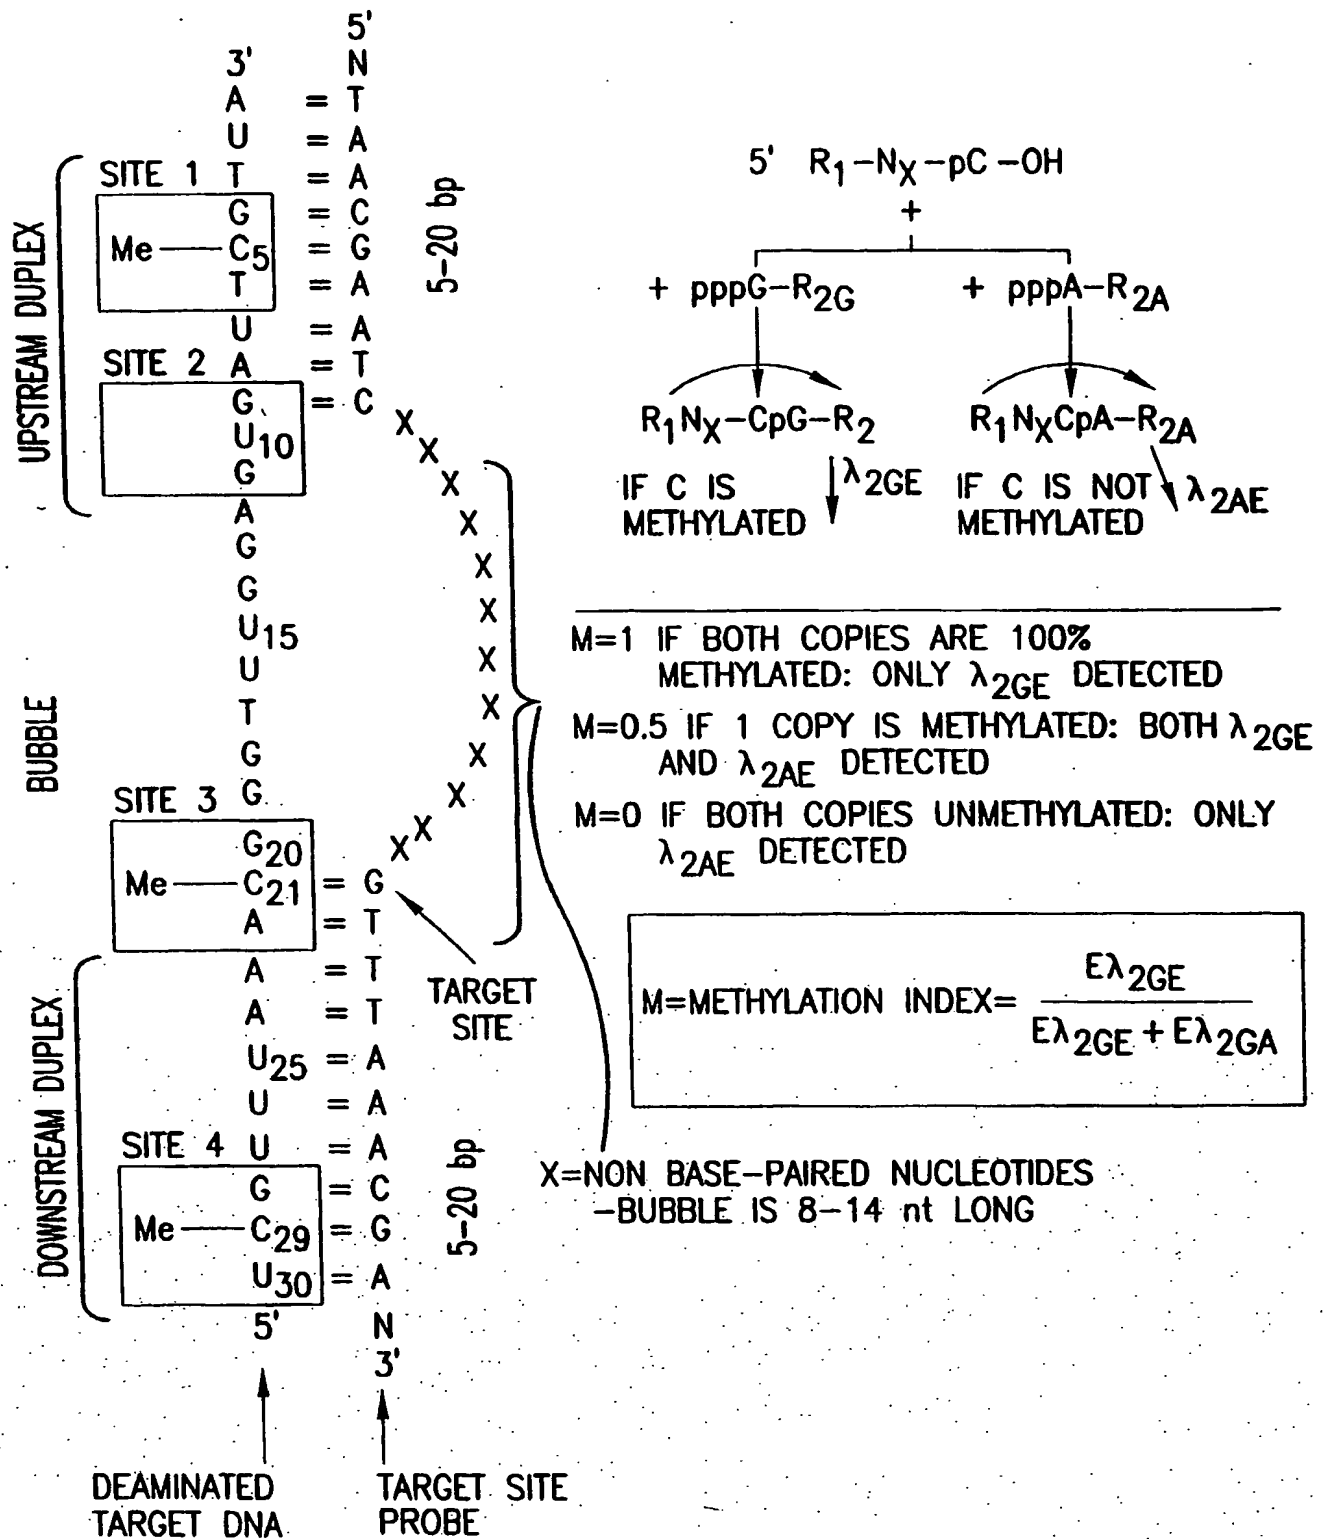 5'
3' N
A = T
U = A
SITE 1 T = A
G = C
Me—C5 = G
T = A
U = A
SITE 2 A = T
G = C
U10
G
A
G
G
U15
U
T
G
SITE 3 G
G20
Me—C21 = G
A = T
A = T
A = T
U25 = A
U = A
SITE 4 U = A
G = C
Me—C29 = G
U30 = A
5' N
3'
X
X
X
X
X
X
X
X
X
X
X
X
UPSTREAM DUPLEX
BUBBLE
DOWNSTREAM DUPLEX
5-20 bp
5-20 bp
TARGET
SITE
DEAMINATED
TARGET DNA
TARGET SITE
PROBE
5' R1-NX-pC-OH
+
+ pppG-R2G + pppA-R2A
R1NX-CpG-R2 R1NXCpA-R2A
IF C IS
METHYLATED
λ2GE
IF C IS NOT
METHYLATED
λ2AE
M=1 IF BOTH COPIES ARE 100%
METHYLATED: ONLY λ2GE DETECTED
M=0.5 IF 1 COPY IS METHYLATED: BOTH λ2GE
AND λ2AE DETECTED
M=0 IF BOTH COPIES UNMETHYLATED: ONLY
λ2AE DETECTED
M=METHYLATION INDEX= Eλ2GE
Eλ2GE + Eλ2GA
X=NON BASE-PAIRED NUCLEOTIDES
-BUBBLE IS 8-14 nt LONG